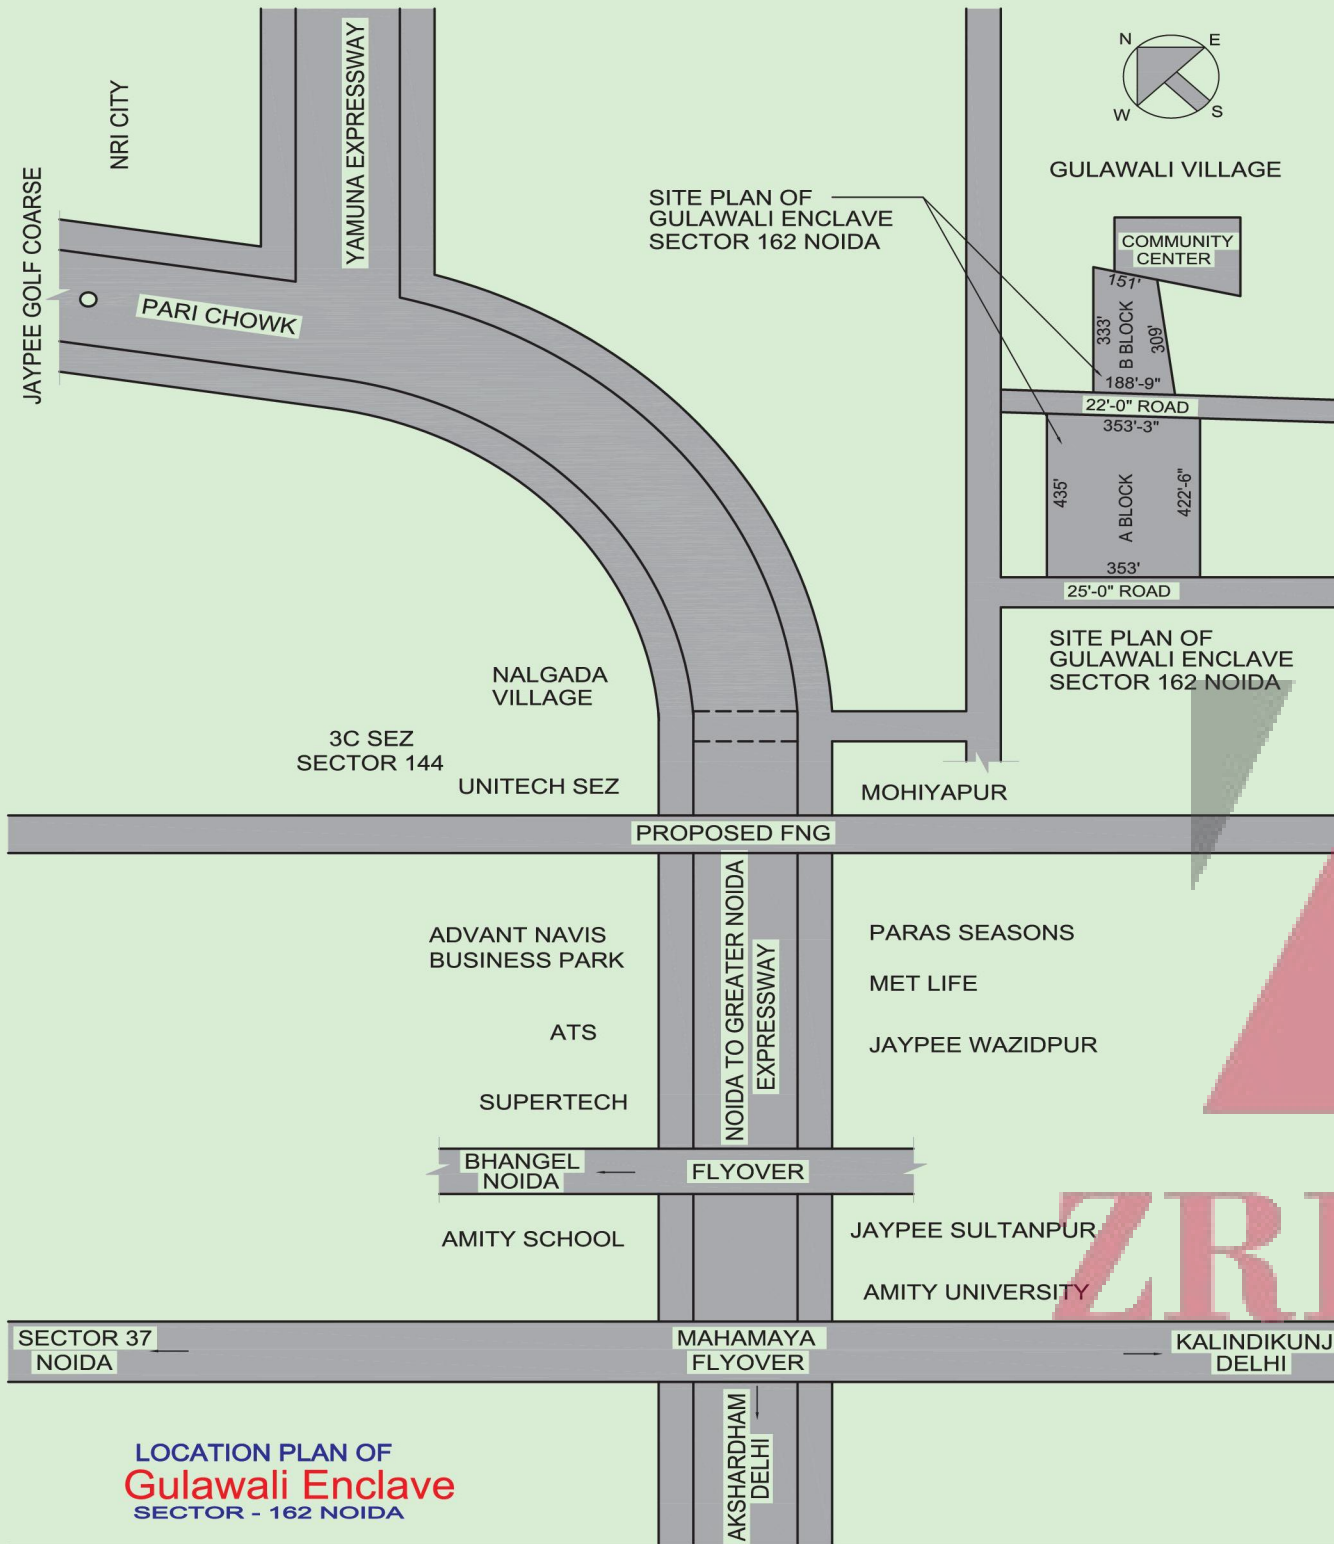 NRI CITY
JAYPEE GOLF COARSE
YAMUNA EXPRESSWAY
PARI CHOWK
N
E
W
S
GULAWALI VILLAGE
SITE PLAN OF
GULAWALI ENCLAVE
SECTOR 162 NOIDA
COMMUNITY
CENTER
151'
333'
B BLOCK
309'
188'-9"
22'-0" ROAD
353'-3"
435'
A BLOCK
422'-6"
353'
25'-0" ROAD
SITE PLAN OF
GULAWALI ENCLAVE
SECTOR 162 NOIDA
NALGADA
VILLAGE
3C SEZ
SECTOR 144
UNITECH SEZ
MOHIYAPUR
PROPOSED FNG
NOIDA TO GREATER NOIDA
EXPRESSWAY
ADVANT NAVIS
BUSINESS PARK
ATS
SUPERTECH
PARAS SEASONS
MET LIFE
JAYPEE WAZIDPUR
BHANGEL
NOIDA
FLYOVER
AMITY SCHOOL
JAYPEE SULTANPUR
AMITY UNIVERSITY
SECTOR 37
NOIDA
MAHAMAYA
FLYOVER
KALINDIKUNJ
DELHI
AKSHARDHAM
DELHI
LOCATION PLAN OF
Gulawali Enclave
SECTOR - 162 NOIDA